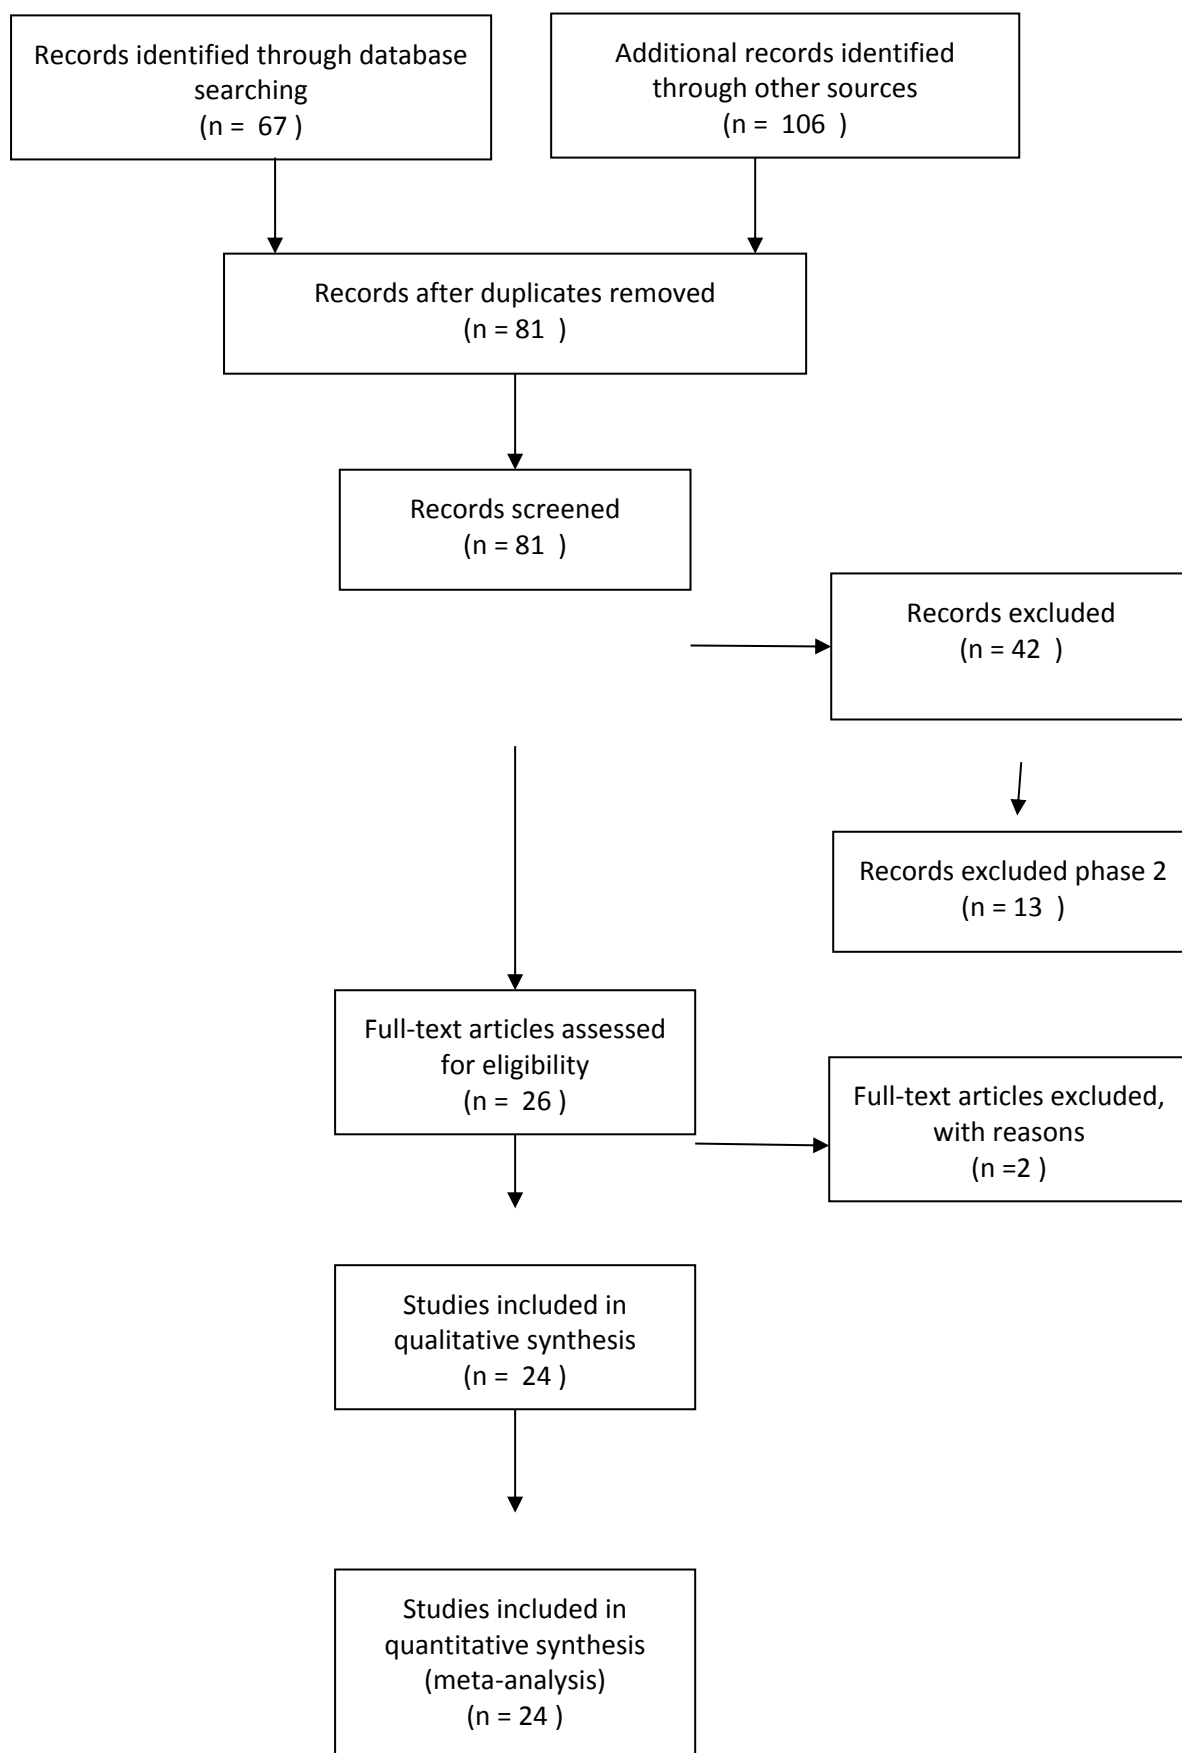 Records identified through database
searching
(n =  67 )
Additional records identified
through other sources
(n =  106  )
Records after duplicates removed
(n = 81  )
Records screened
(n = 81  )
Records excluded
(n = 42  )
Records excluded phase 2
(n = 13  )
Full-text articles assessed
for eligibility
(n =  26 )
Full-text articles excluded,
with reasons
(n =2 )
Studies included in
qualitative synthesis
(n =  24 )
Studies included in
quantitative synthesis
(meta-analysis)
(n = 24 )